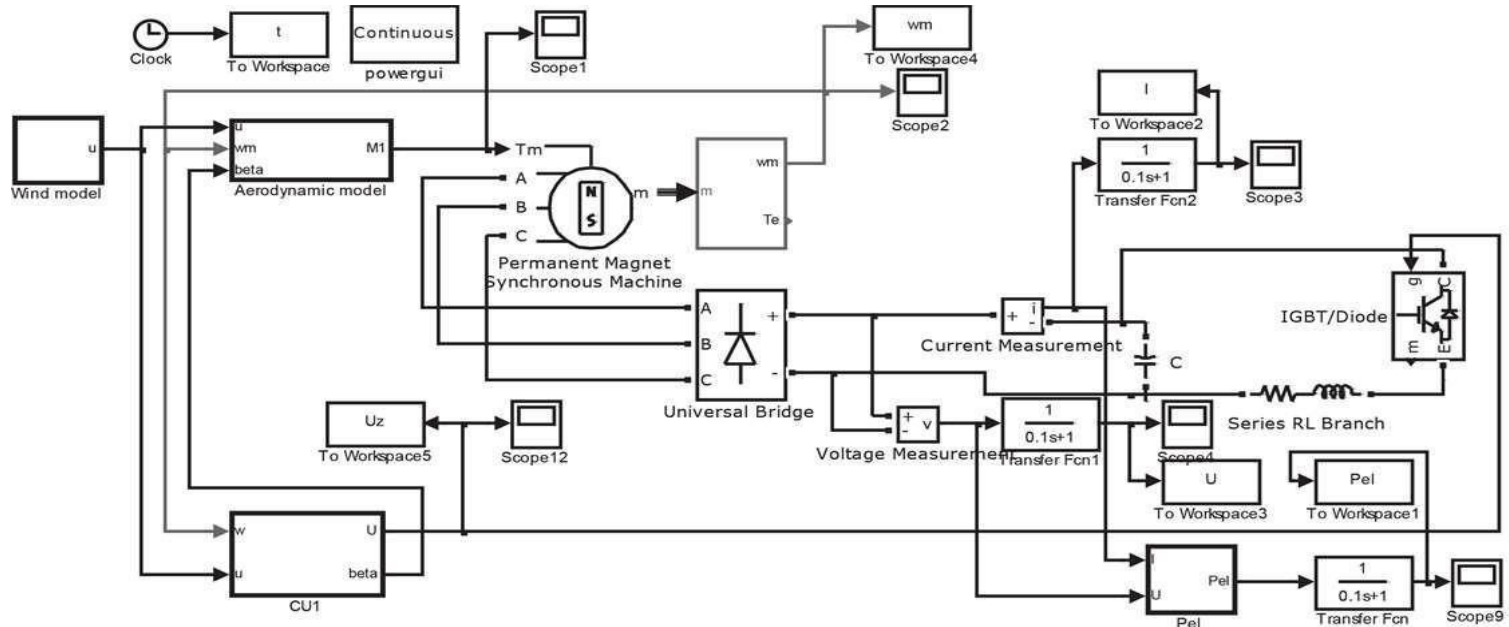 Clock
t
To Workspace
Continuous
powergui
Scope1
wm
To Workspace4
Scope2
I
To Workspace2
1
0.1s+1
Transfer Fcn2
Scope3
u
Wind model
u
wm
beta
M1
Aerodynamic model
Tm
A
B
C
N
S
m
Permanent Magnet
Synchronous Machine
m
wm
Te
A
B
C
+
-
Universal Bridge
+
-
i
Current Measurement
C
g
C
m
E
IGBT/Diode
Series RL Branch
+
-
v
Voltage Measurement
1
0.1s+1
Transfer Fcn1
Scope4
U
To Workspace3
Pel
To Workspace1
Uz
To Workspace5
Scope12
w
u
U
beta
CU1
I
U
Pel
Pel
1
0.1s+1
Transfer Fcn
Scope9